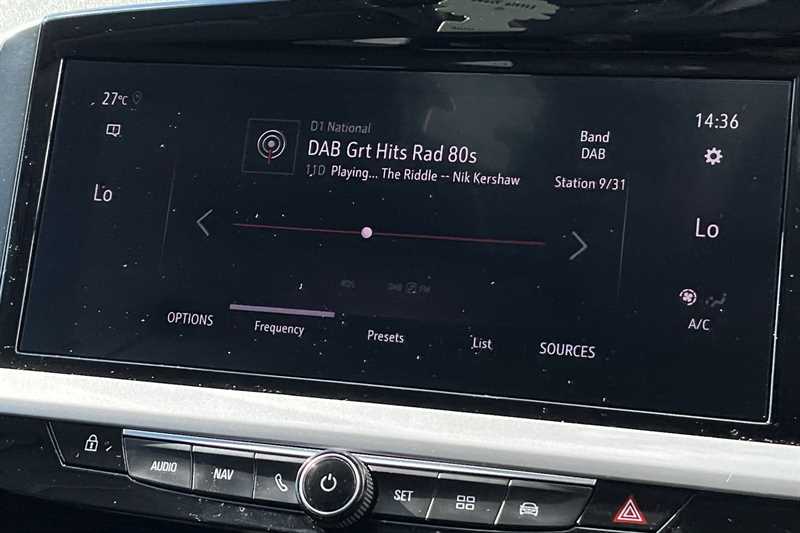 27°C
14:36
D1 National
DAB Grt Hits Rad 80s
11D Playing... The Riddle -- Nik Kershaw
Band
DAB
Station 9/31
Lo
Lo
A/C
OPTIONS
Frequency
Presets
List
SOURCES
AUDIO
NAV
SET